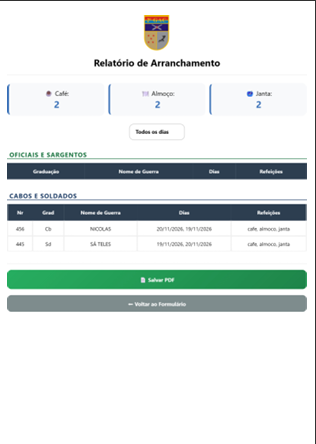 Relatório de Arranchamento
Café:
2
Almoço:
2
Janta:
2
Todos os dias
OFICIAIS E SARGENTOS
Graduação Nome de Guerra Dias Refeições
CABOS E SOLDADOS
Nr Grad Nome de Guerra Dias Refeições
456 Cb NICOLAS 20/11/2026, 19/11/2026 cafe, almoco, janta
445 Sd SÁ TELES 19/11/2026, 20/11/2026 cafe, almoco, janta
Salvar PDF
Voltar ao Formulário